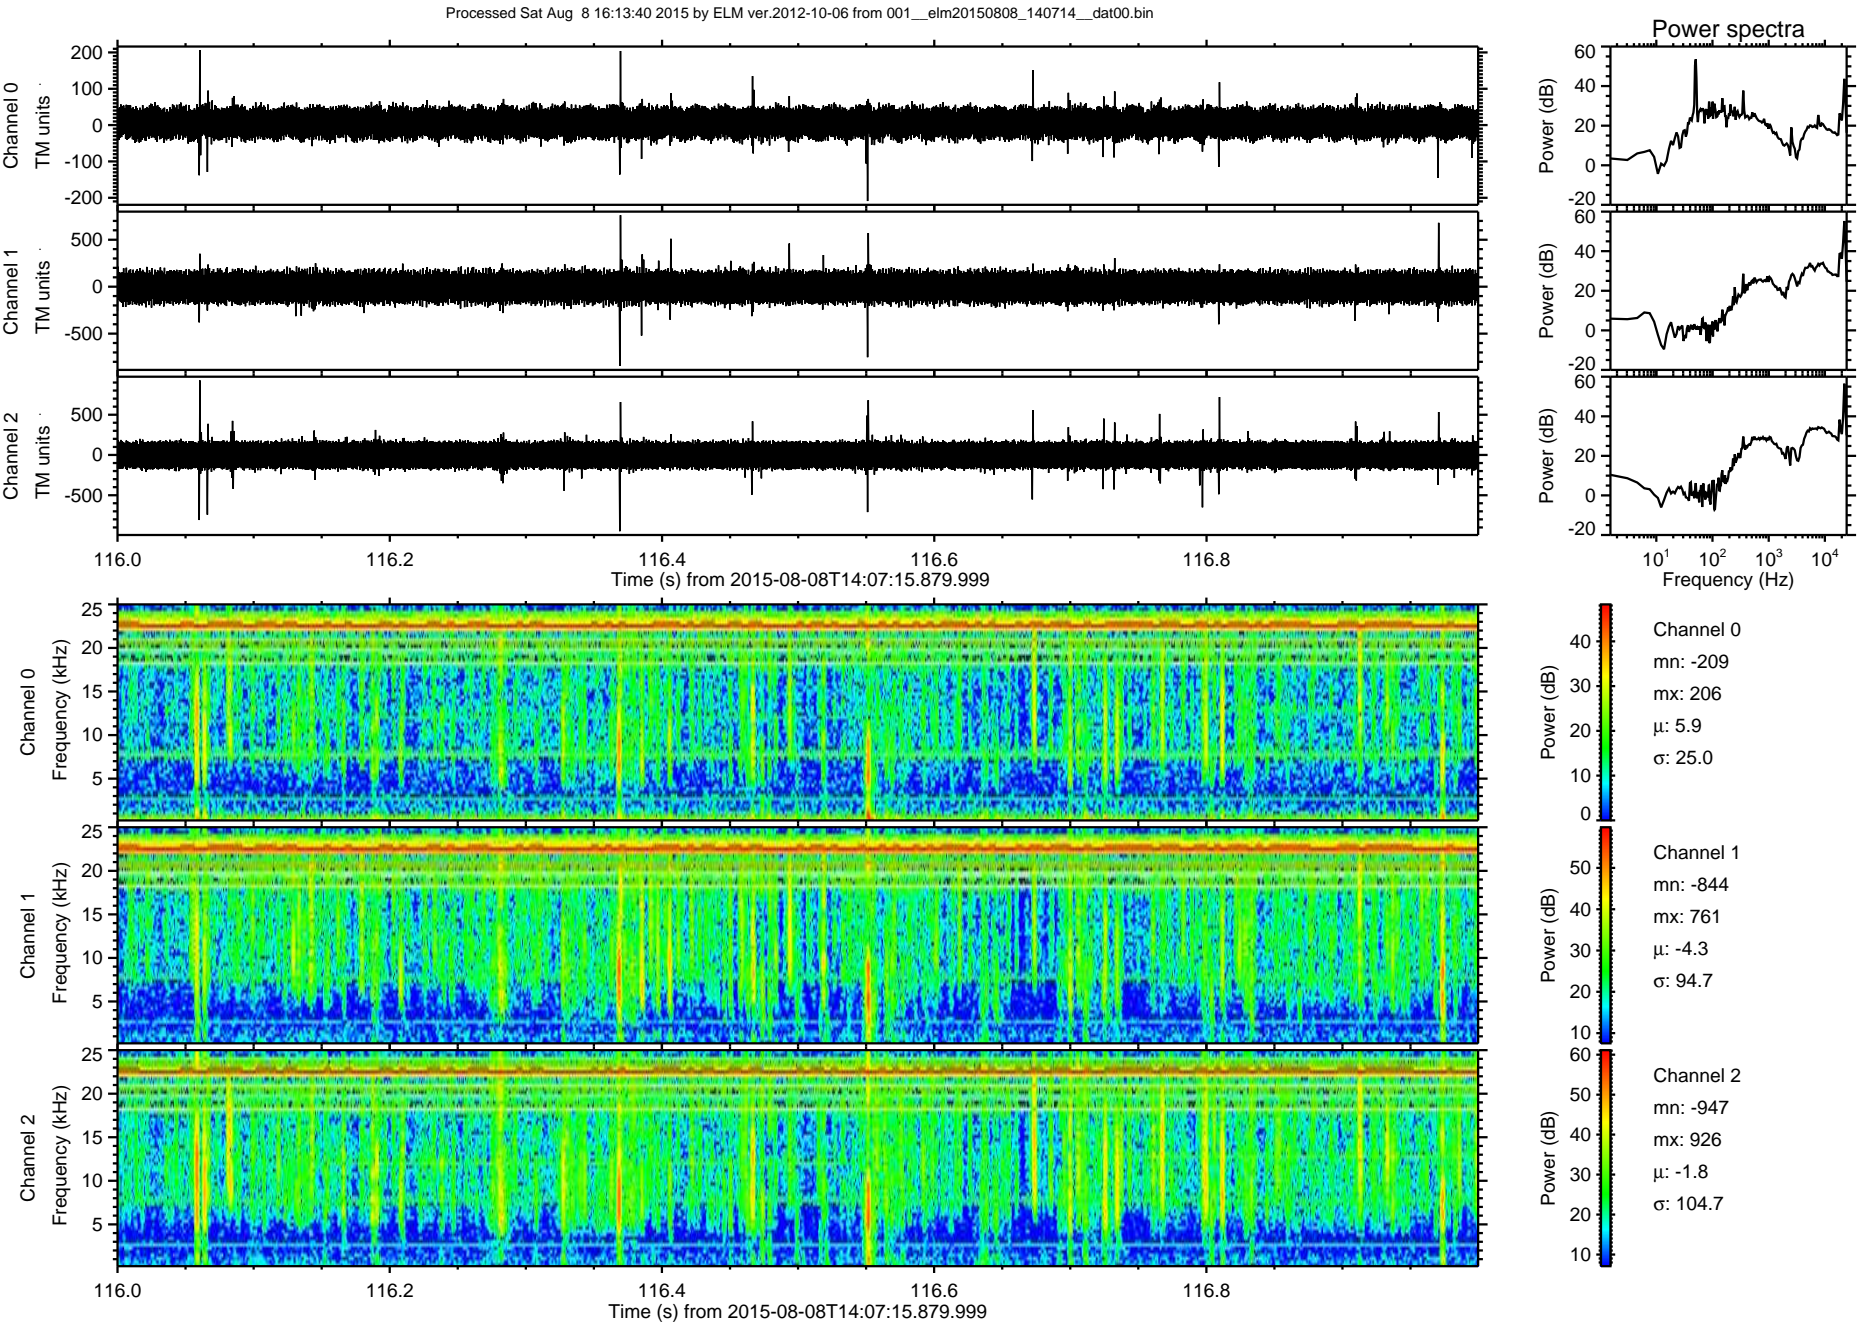 Processed Sat Aug  8 16:13:40 2015 by ELM ver.2012-10-06 from 001__elm20150808_140714__dat00.bin
Power spectra
Channel 0
TM units
200
100
0
-100
-200
Power (dB)
60
40
20
0
-20
Channel 1
TM units
500
0
-500
Power (dB)
60
40
20
0
-20
Channel 2
TM units
500
0
-500
Power (dB)
60
40
20
0
-20
116.0 116.2 116.4 116.6 116.8
Time (s) from 2015-08-08T14:07:15.879.999
10^1 10^2 10^3 10^4
Frequency (Hz)
Channel 0
Frequency (kHz)
25
20
15
10
5
Power (dB)
40
30
20
10
0
Channel 0
mn: -209
mx: 206
μ: 5.9
σ: 25.0
Channel 1
Frequency (kHz)
25
20
15
10
5
Power (dB)
50
40
30
20
10
Channel 1
mn: -844
mx: 761
μ: -4.3
σ: 94.7
Channel 2
Frequency (kHz)
25
20
15
10
5
Power (dB)
60
50
40
30
20
10
Channel 2
mn: -947
mx: 926
μ: -1.8
σ: 104.7
116.0 116.2 116.4 116.6 116.8
Time (s) from 2015-08-08T14:07:15.879.999